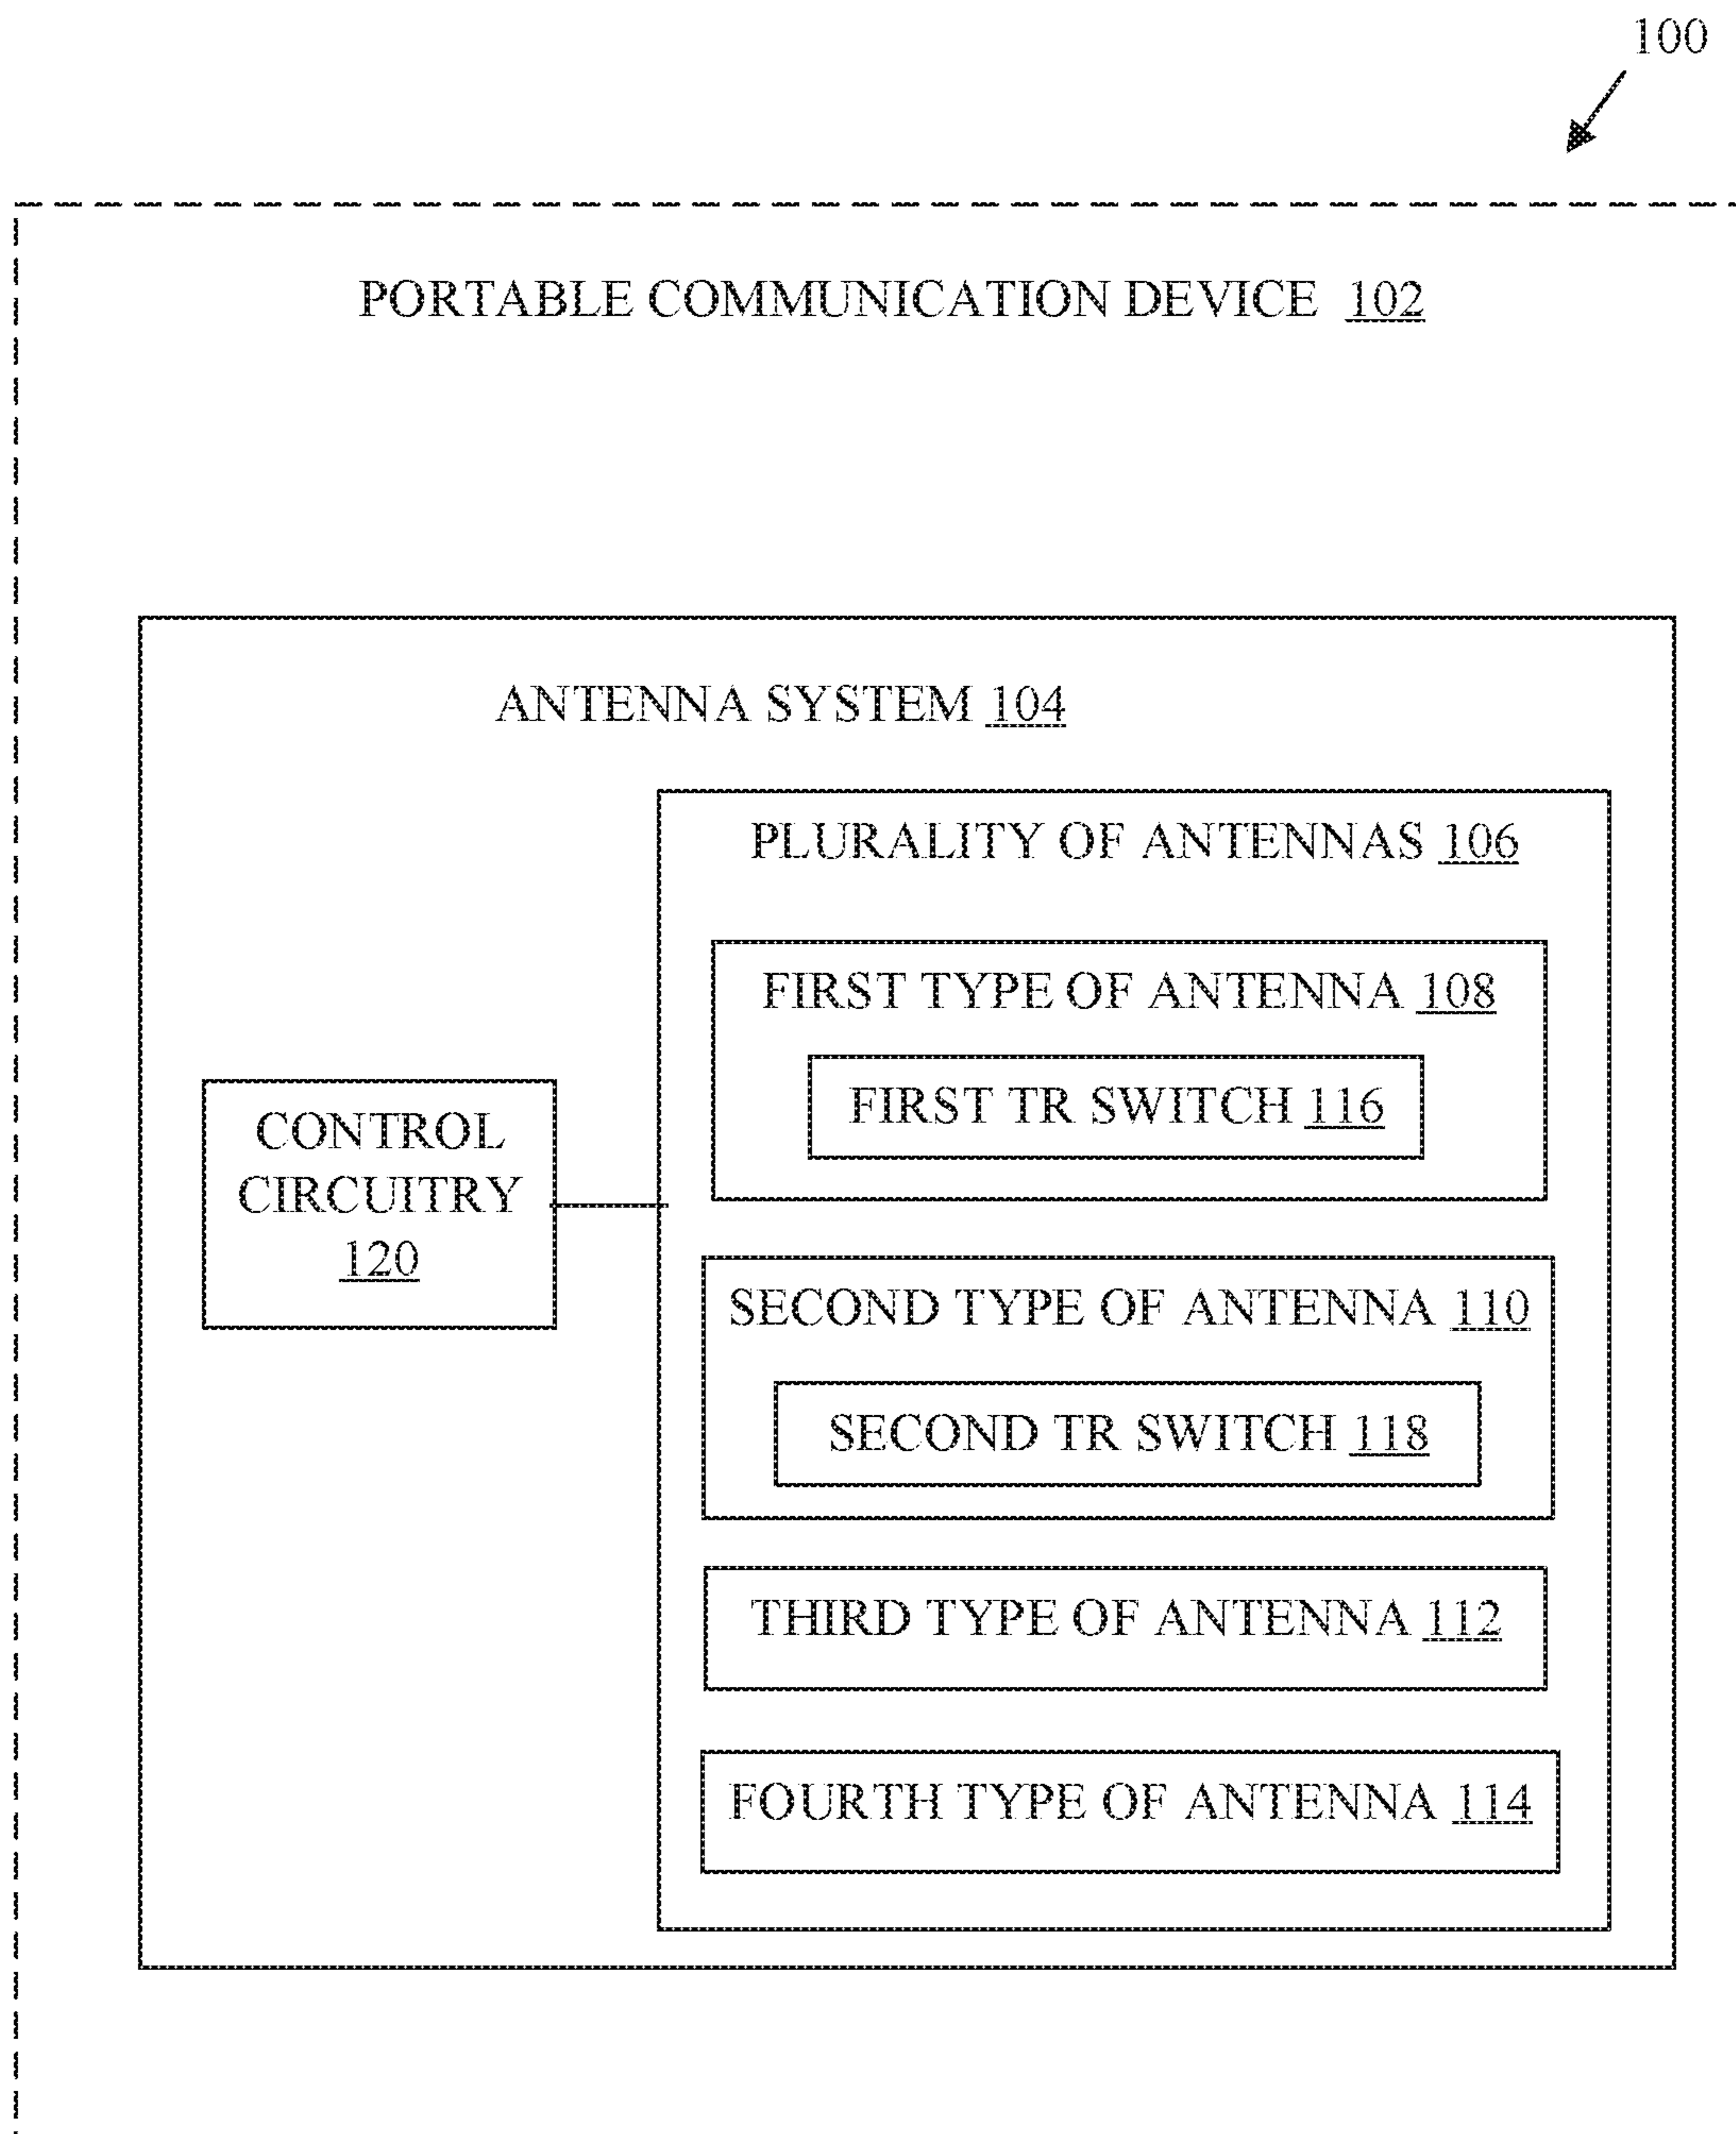 100
PORTABLE COMMUNICATION DEVICE 102
ANTENNA SYSTEM 104
PLURALITY OF ANTENNAS 106
FIRST TYPE OF ANTENNA 108
FIRST TR SWITCH 116
CONTROL
CIRCUITRY
120
SECOND TYPE OF ANTENNA 110
SECOND TR SWITCH 118
THIRD TYPE OF ANTENNA 112
FOURTH TYPE OF ANTENNA 114